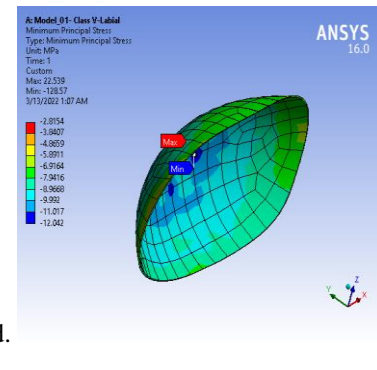 A: Model_01- Class V-Labial
Minimum Principal Stress
Type: Minimum Principal Stress
Unit: MPa
Time: 1
Custom
Max: 22.539
Min: -128.57
3/13/2022 1:07 AM
ANSYS
16.0
-2.8154
-3.8407
-4.8659
-5.8911
-6.9164
-7.9416
-8.9668
-9.992
-11.017
-12.042
Max
Min
Z
Y
X
d.